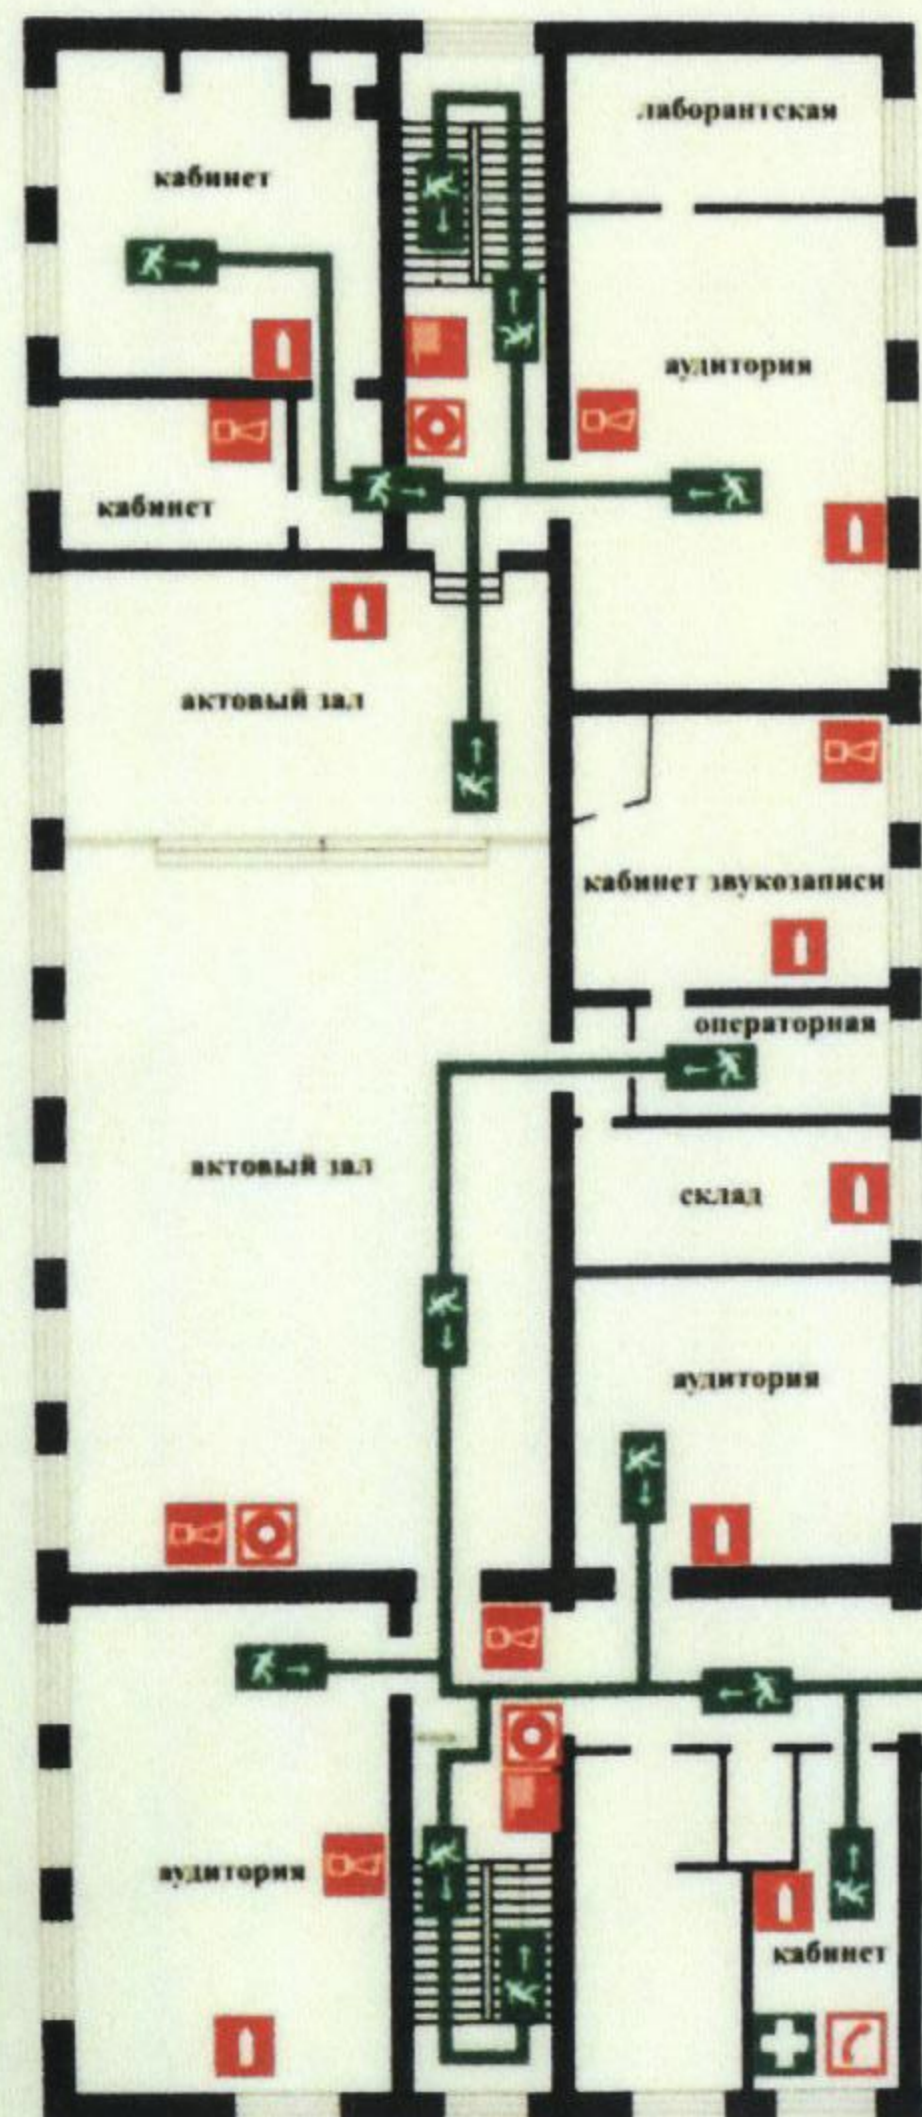 лаборантская
кабинет
аудитория
кабинет
актовый зал
кабинет звукозаписи
операторная
актовый зал
склад
аудитория
аудитория
кабинет